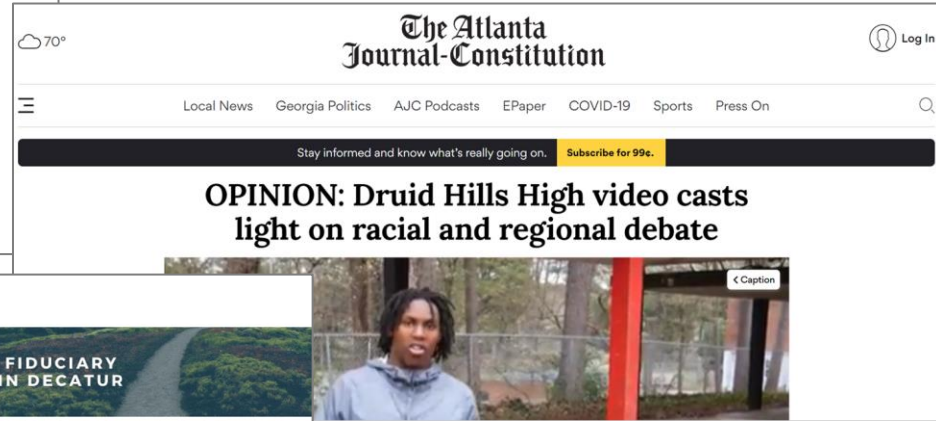 70°
The Atlanta
Journal-Constitution
Log In
Local News Georgia Politics AJC Podcasts EPaper COVID-19 Sports Press On
Stay informed and know what's really going on. Subscribe for 99¢.
OPINION: Druid Hills High video casts
light on racial and regional debate
< Caption
FIDUCIARY
IN DECATUR